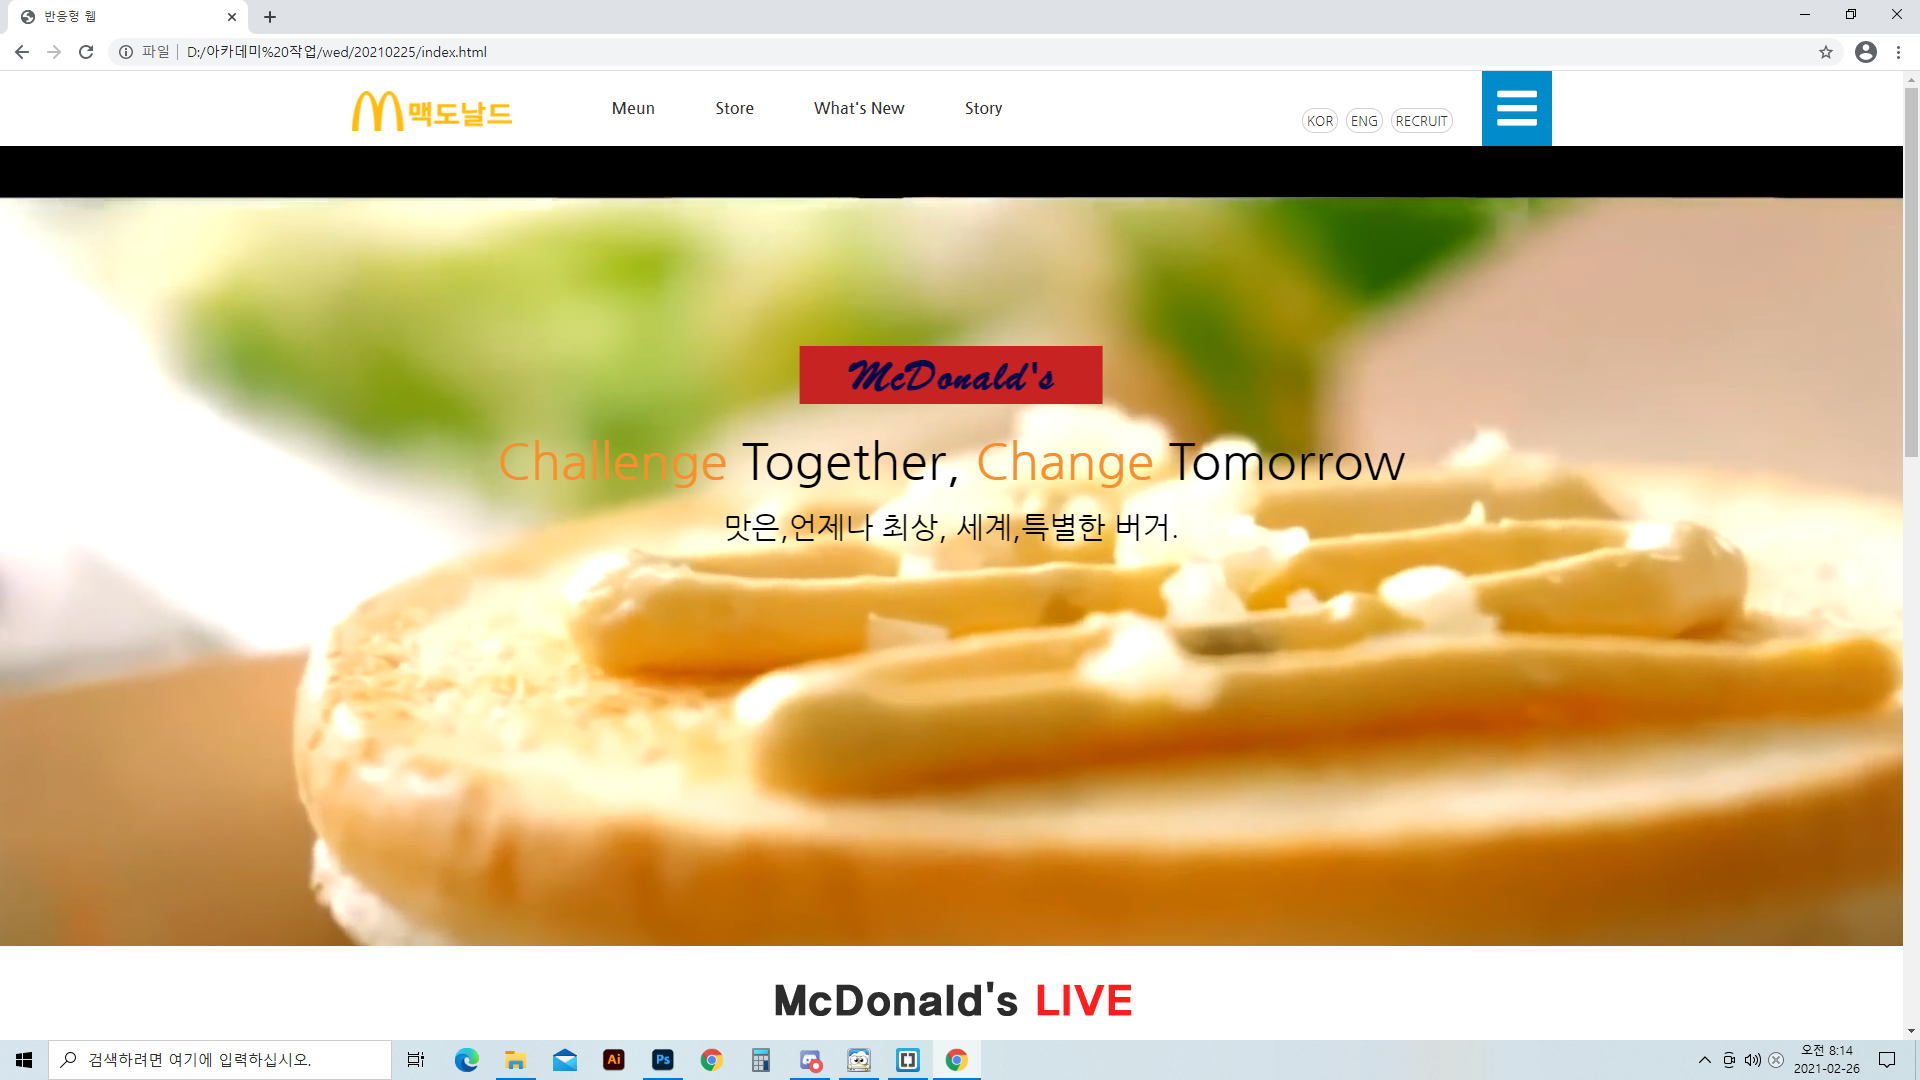 반응형 웹
파일 D:/아카데미%20작업/wed/20210225/index.html
맥도날드 Meun Store What's New Story KOR ENG RECRUIT
McDonald's
Challenge Together, Change Tomorrow
맛은,언제나 최상, 세계,특별한 버거.
McDonald's LIVE
검색하려면 여기에 입력하십시오.
Ai Ps
오전 8:14
2021-02-26